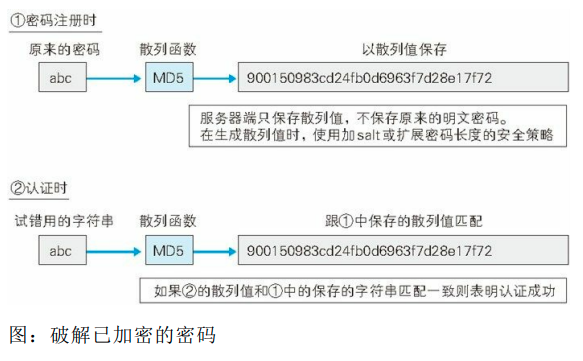 ①密码注册时
原来的密码 散列函数 以散列值保存
abc MD5 900150983cd24fb0d6963f7d28e17f72
服务器端只保存散列值，不保存原来的明文密码。
在生成散列值时，使用加salt或扩展密码长度的安全策略
②认证时
试错用的字符串 散列函数 跟①中保存的散列值匹配
abc MD5 900150983cd24fb0d6963f7d28e17f72
如果②的散列值和①中的保存的字符串匹配一致则表明认证成功
图：破解已加密的密码